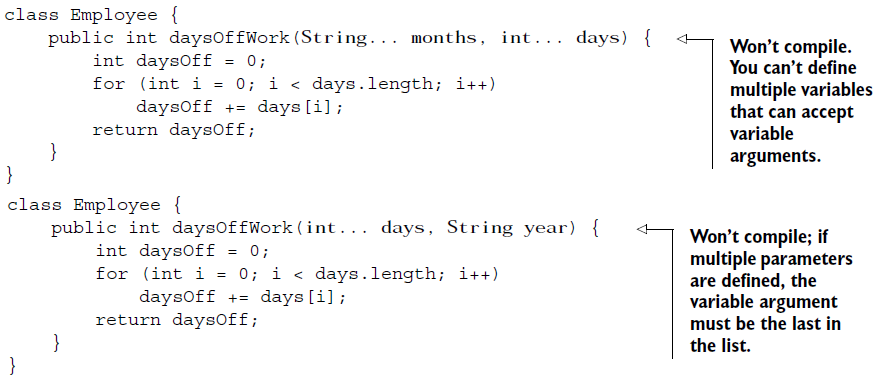 class Employee {
    public int daysOffWork(String... months, int... days) {
        int daysOff = 0;
        for (int i = 0; i < days.length; i++)
            daysOff += days[i];
        return daysOff;
    }
}
Won’t compile.
You can’t define
multiple variables
that can accept
variable
arguments.
class Employee {
    public int daysOffWork(int... days, String year) {
        int daysOff = 0;
        for (int i = 0; i < days.length; i++)
            daysOff += days[i];
        return daysOff;
    }
}
Won’t compile; if
multiple parameters
are defined, the
variable argument
must be the last in
the list.